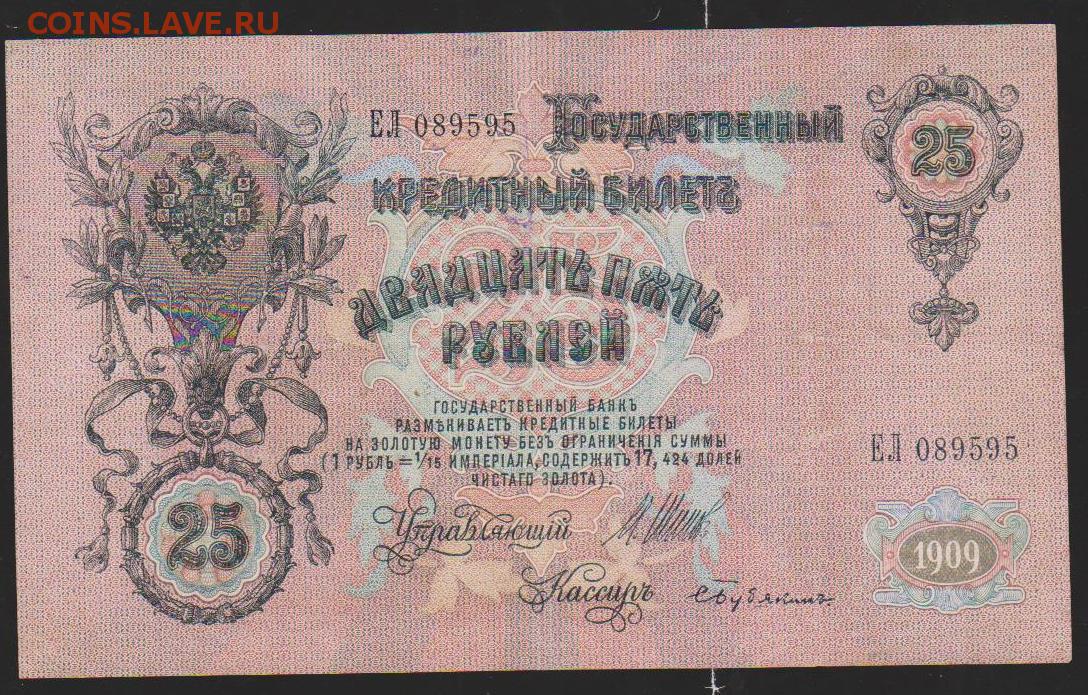 COINS.LAVE.RU
25
ЕЛ 089595
Государственный
кредитный билетъ
двадцать пять
рублей
ГОСУДАРСТВЕННЫЙ БАНКЪ
РАЗМѢНИВАЕТЪ КРЕДИТНЫЕ БИЛЕТЫ
НА ЗОЛОТУЮ МОНЕТУ БЕЗЪ ОГРАНИЧЕНІЯ СУММЫ
(1 РУБЛЬ = 1/15 ИМПЕРІАЛА, СОДЕРЖИТЪ 17, 424 ДОЛЕЙ
ЧИСТАГО ЗОЛОТА).
ЕЛ 089595
25
Управляющій
1909
Кассиръ